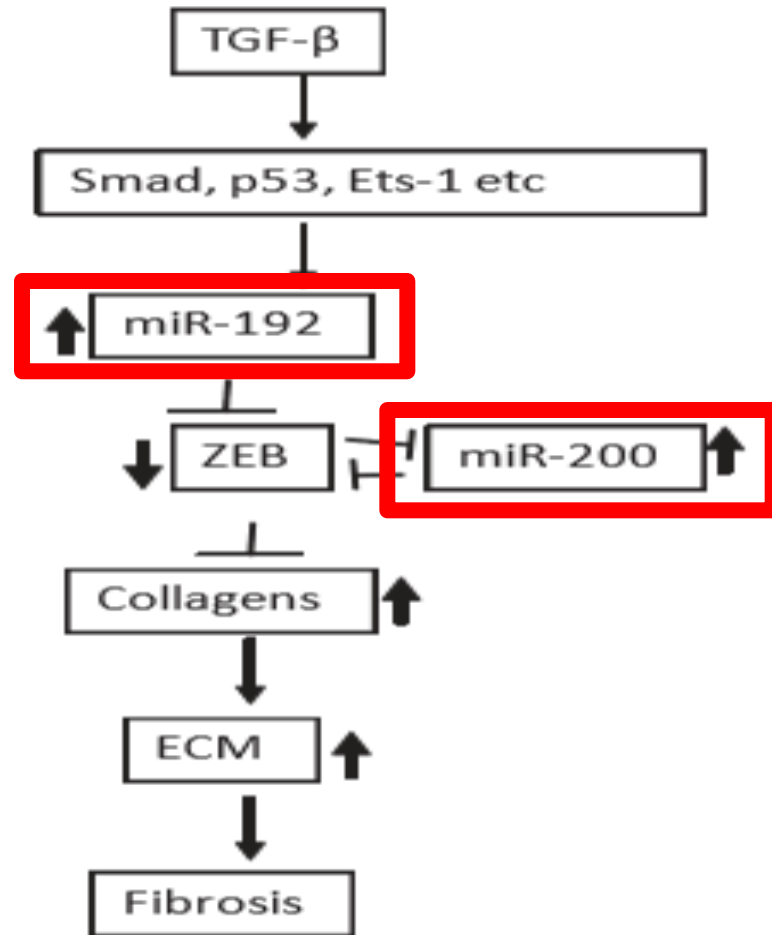 TGF-β
Smad, p53, Ets-1 etc
miR-192
ZEB
miR-200
Collagens
ECM
Fibrosis